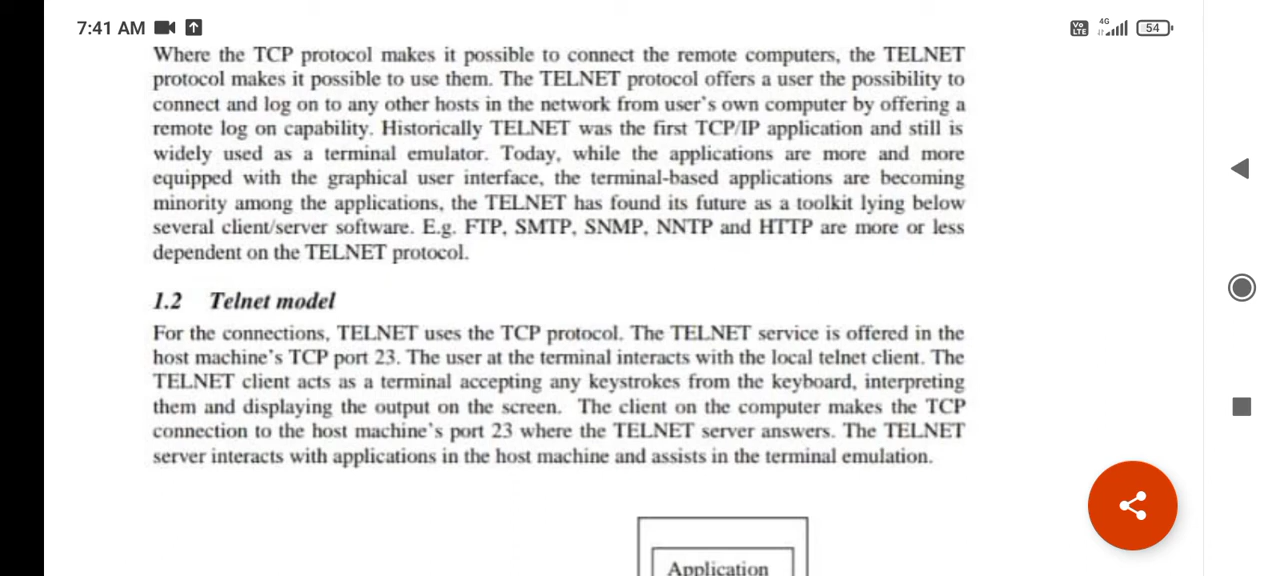 7:41 AM
4G
Vo
LTE
54
Where the TCP protocol makes it possible to connect the remote computers, the TELNET
protocol makes it possible to use them. The TELNET protocol offers a user the possibility to
connect and log on to any other hosts in the network from user's own computer by offering a
remote log on capability. Historically TELNET was the first TCP/IP application and still is
widely used as a terminal emulator. Today, while the applications are more and more
equipped with the graphical user interface, the terminal-based applications are becoming
minority among the applications, the TELNET has found its future as a toolkit lying below
several client/server software. E.g. FTP, SMTP, SNMP, NNTP and HTTP are more or less
dependent on the TELNET protocol.
1.2 Telnet model
For the connections, TELNET uses the TCP protocol. The TELNET service is offered in the
host machine's TCP port 23. The user at the terminal interacts with the local telnet client. The
TELNET client acts as a terminal accepting any keystrokes from the keyboard, interpreting
them and displaying the output on the screen. The client on the computer makes the TCP
connection to the host machine's port 23 where the TELNET server answers. The TELNET
server interacts with applications in the host machine and assists in the terminal emulation.
Application